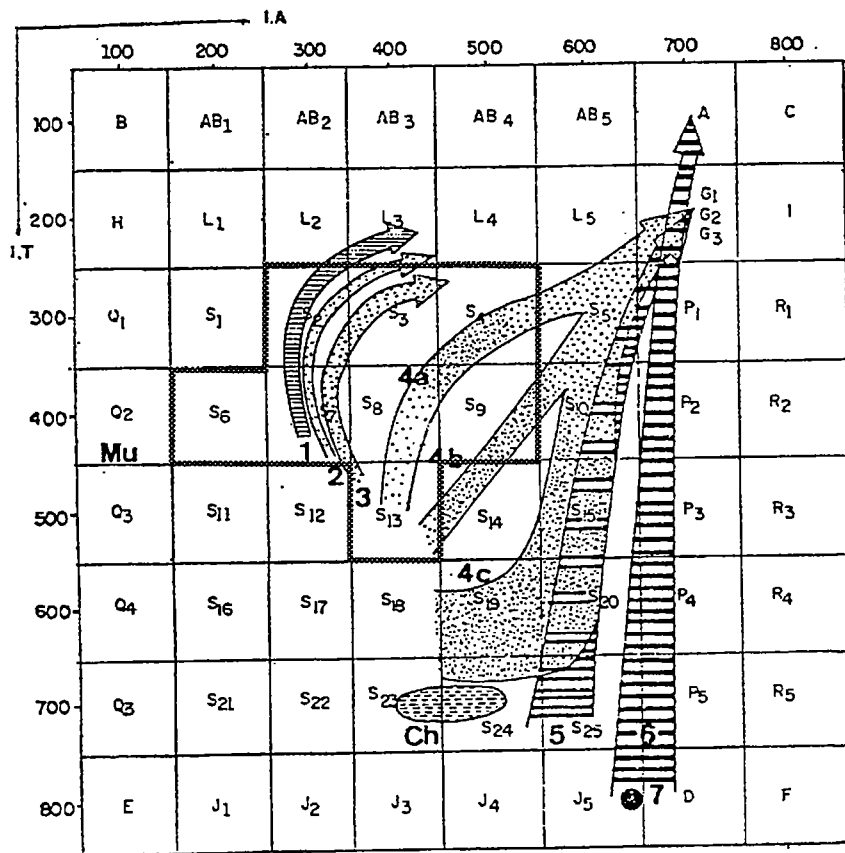 I.A
100 200 300 400 500 600 700 800
100 B AB1 AB2 AB3 AB4 AB5 A C
G1
200 H L1 L2 L3 L4 L5 G2 I
G3
I.T
300 Q1 S1 S2 S3 S4 S5 P1 R1
4a
400 Q2 S6 S7 S8 S9 S10 P2 R2
Mu 1 4b
2 3
500 Q3 S11 S12 S13 S14 S15 P3 R3
4c
600 Q4 S16 S17 S18 S19 S20 P4 R4
700 Q3 S21 S22 S23 P5 R5
Ch S24 5 S25 6
800 E J1 J2 J3 J4 J5 7 D F